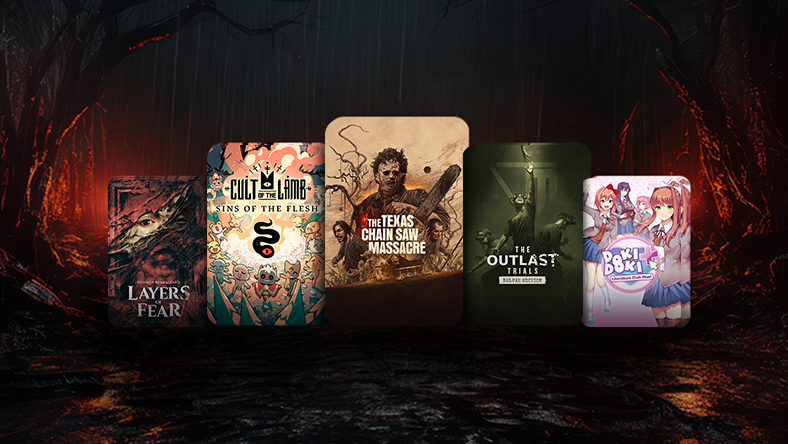 LAYERS
OF
FEAR
CULT
OF THE
LAMB
SINS OF THE FLESH
THE TEXAS
CHAIN SAW
MASSACRE
THE
OUTLAST
TRIALS
DELUXE EDITION
DOKI
DOKI
Literature Club Plus!